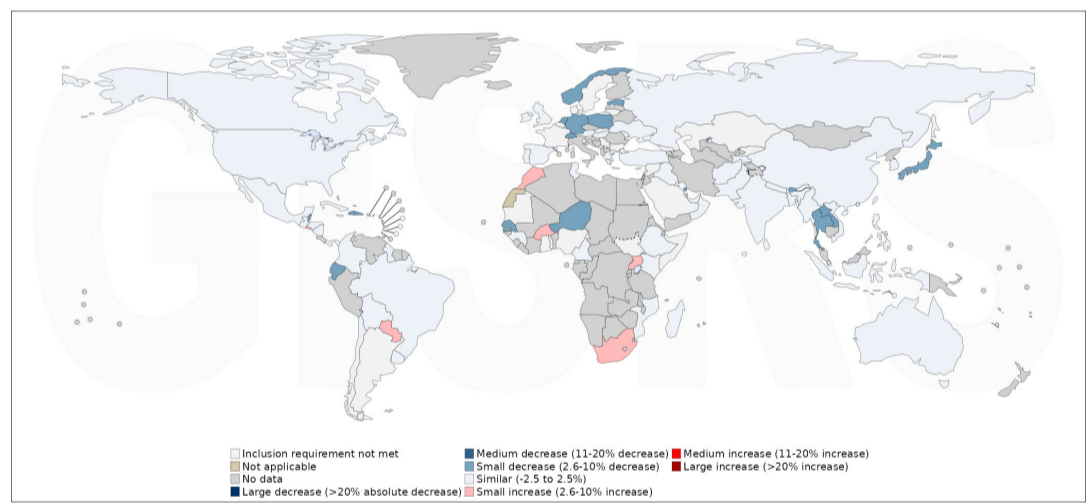 GISRS
Inclusion requirement not met
Not applicable
No data
Large decrease (>20% absolute decrease)
Medium decrease (11-20% decrease)
Small decrease (2.6-10% decrease)
Similar (-2.5 to 2.5%)
Small increase (2.6-10% increase)
Medium increase (11-20% increase)
Large increase (>20% increase)